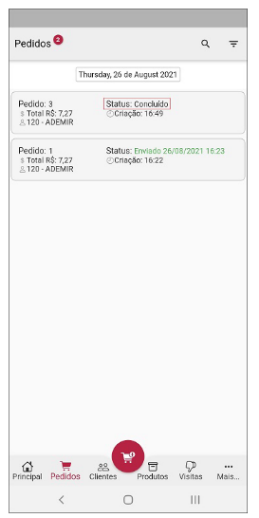 Pedidos 2
Thursday, 26 de August 2021
Pedido: 3 Status: Concluído
$ Total R$: 7,27 Criação: 16:49
120 - ADEMIR
Pedido: 1 Status: Enviado 26/08/2021 16:23
$ Total R$: 7,27 Criação: 16:22
120 - ADEMIR
Principal Pedidos Clientes Produtos Visitas Mais...